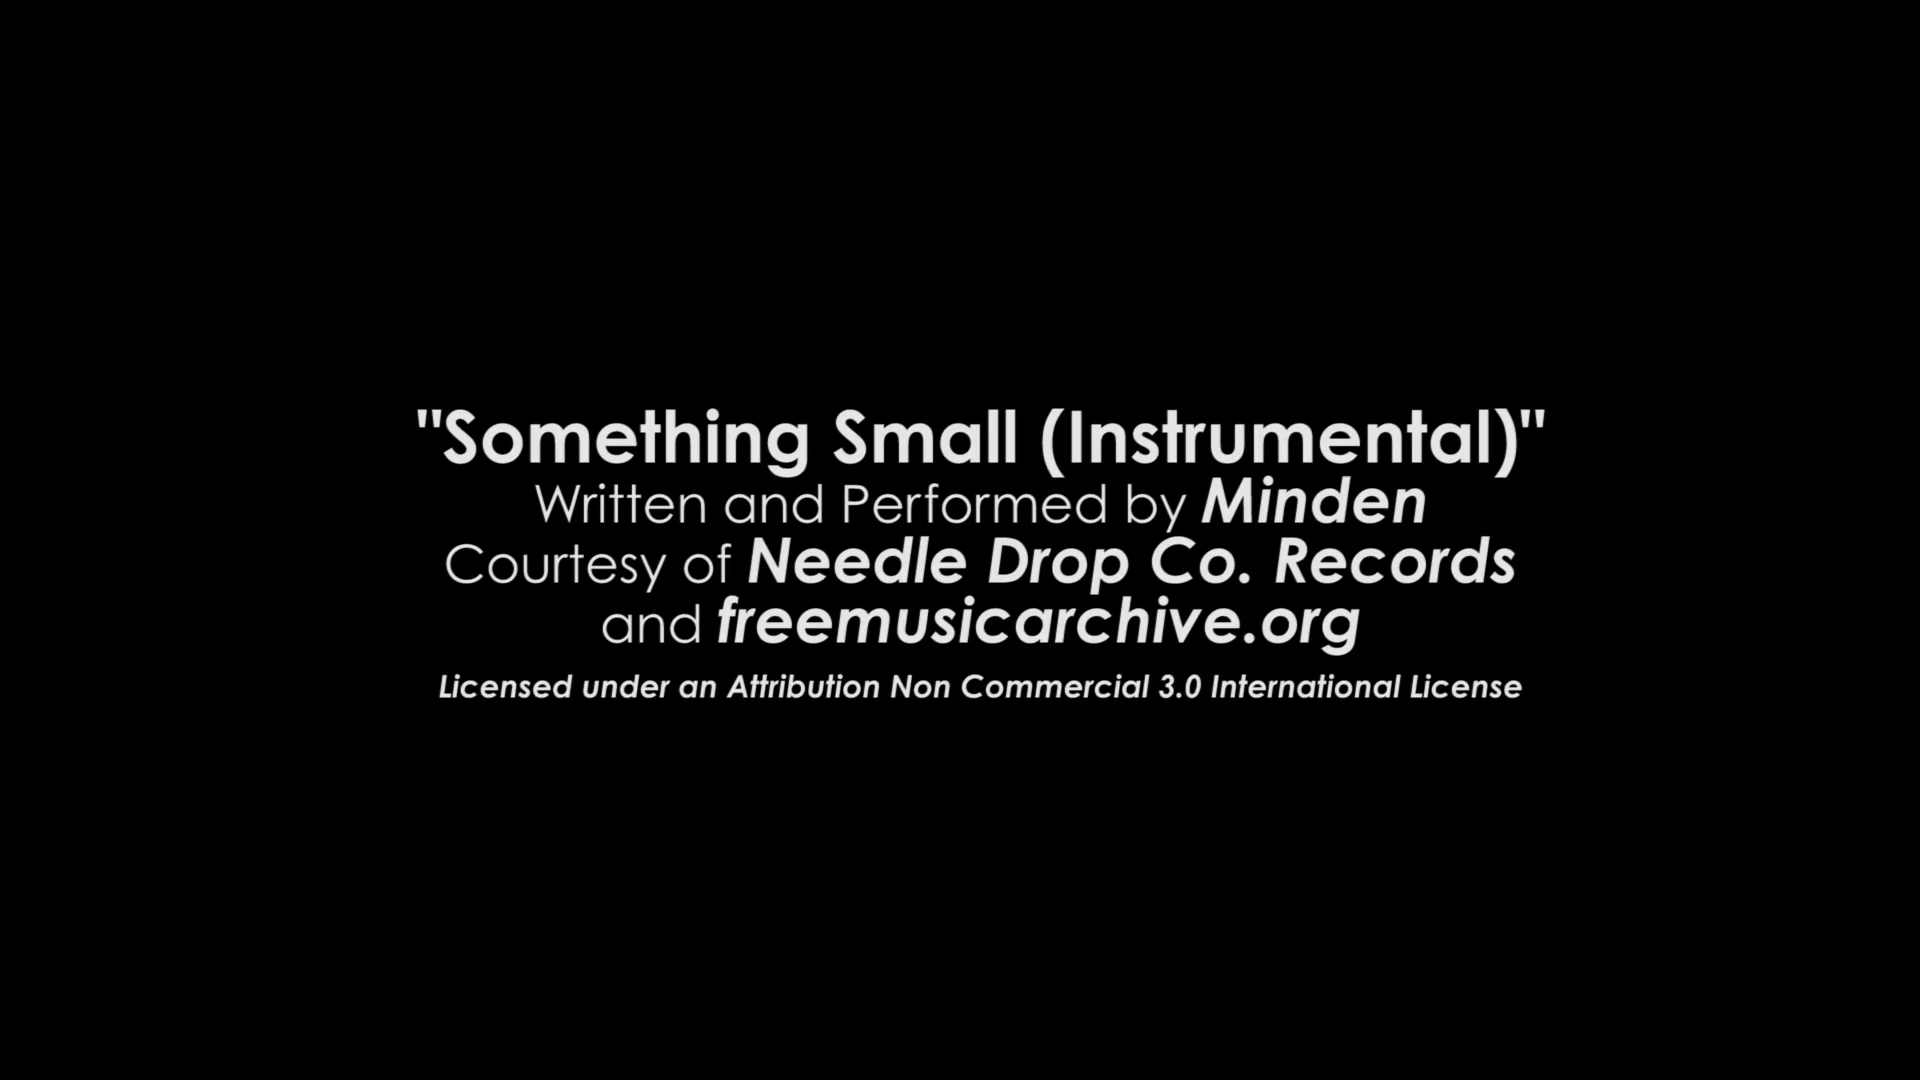 "Something Small (Instrumental)"
Written and Performed by Minden
Courtesy of Needle Drop Co. Records
and freemusicarchive.org
Licensed under an Attribution Non Commercial 3.0 International License